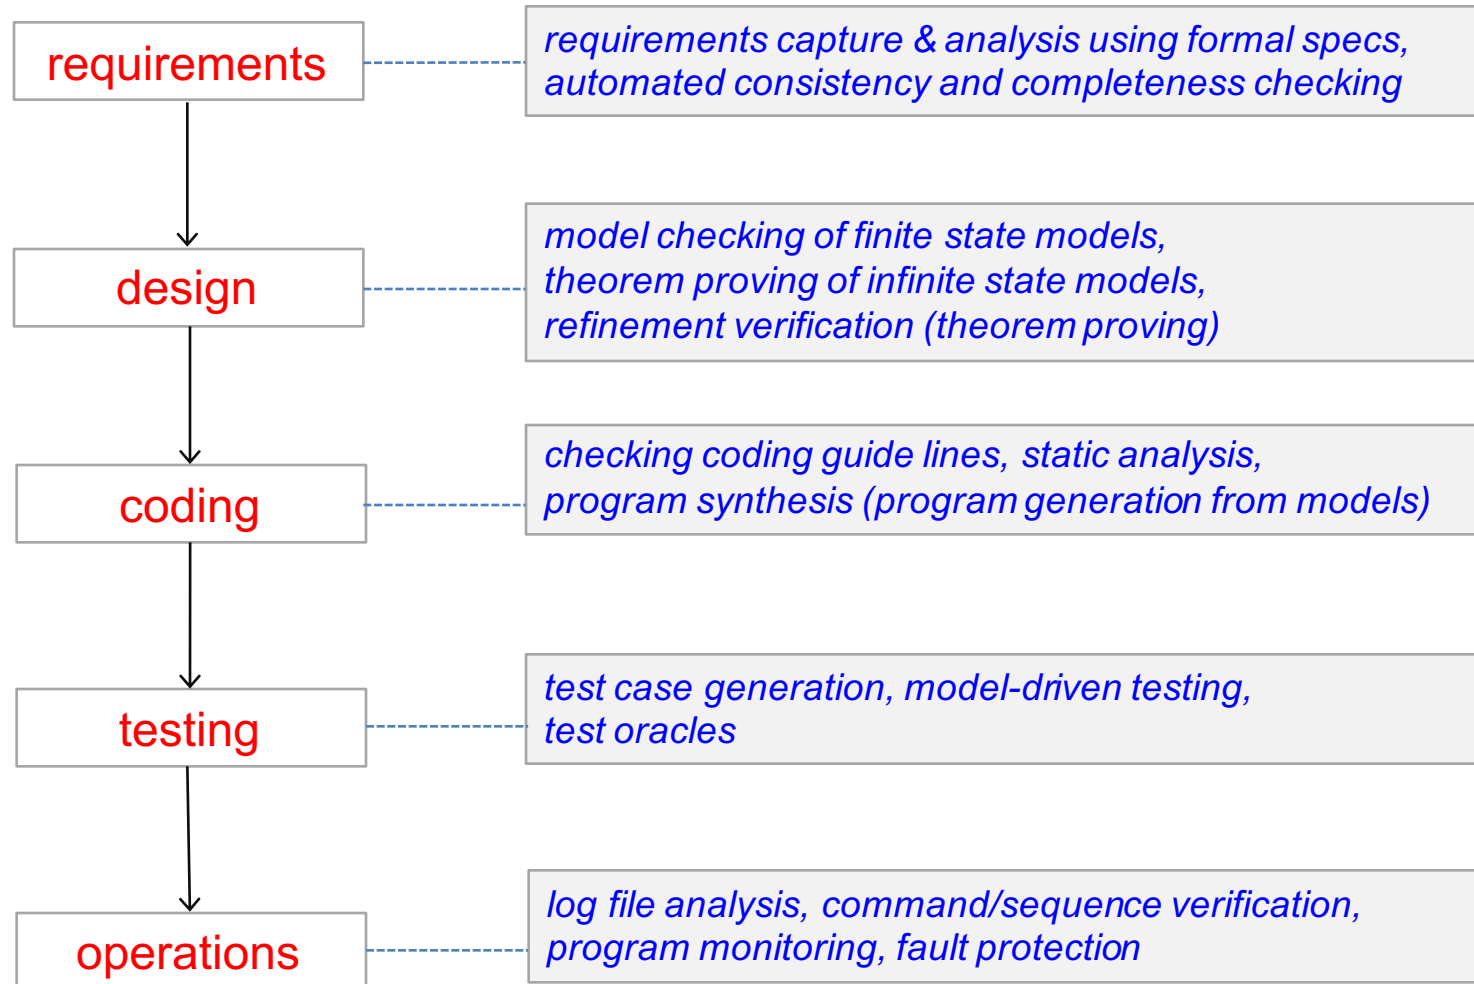 requirements
requirements capture & analysis using formal specs,
automated consistency and completeness checking
design
model checking of finite state models,
theorem proving of infinite state models,
refinement verification (theorem proving)
coding
checking coding guide lines, static analysis,
program synthesis (program generation from models)
testing
test case generation, model-driven testing,
test oracles
operations
log file analysis, command/sequence verification,
program monitoring, fault protection